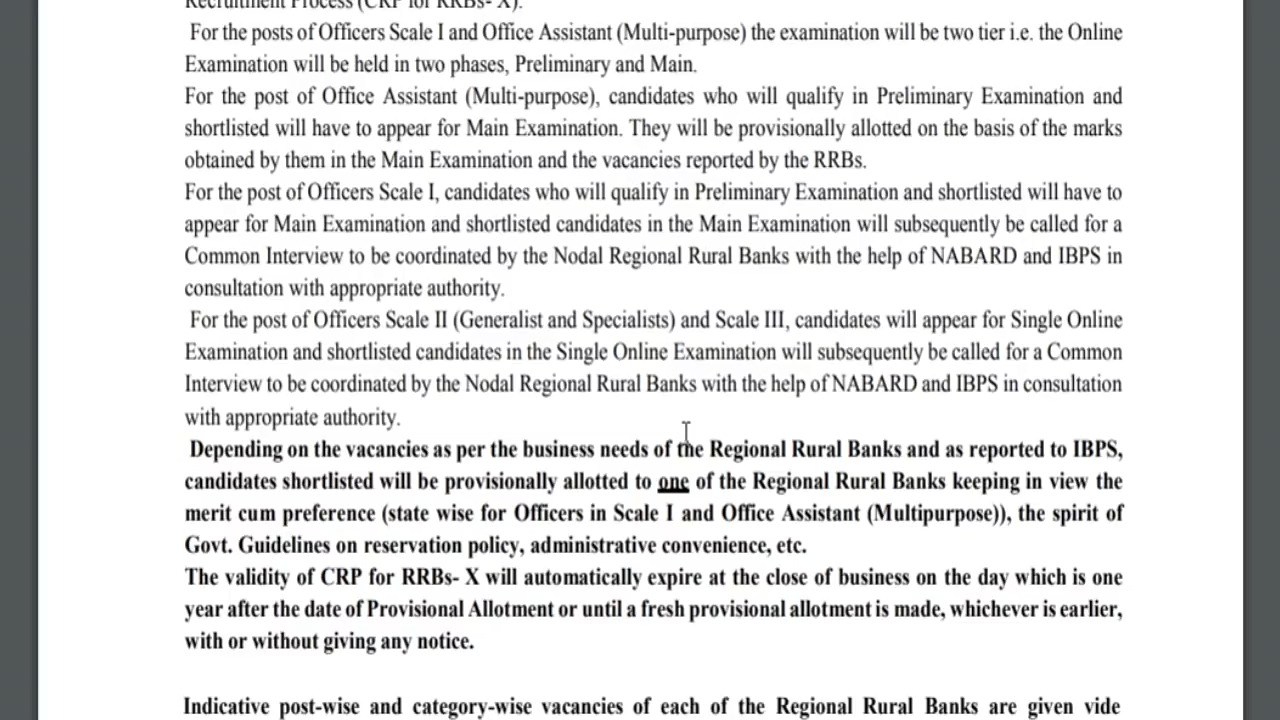 Recruitment Process (CRP for RRBs- X).
For the posts of Officers Scale I and Office Assistant (Multi-purpose) the examination will be two tier i.e. the Online
Examination will be held in two phases, Preliminary and Main.
For the post of Office Assistant (Multi-purpose), candidates who will qualify in Preliminary Examination and
shortlisted will have to appear for Main Examination. They will be provisionally allotted on the basis of the marks
obtained by them in the Main Examination and the vacancies reported by the RRBs.
For the post of Officers Scale I, candidates who will qualify in Preliminary Examination and shortlisted will have to
appear for Main Examination and shortlisted candidates in the Main Examination will subsequently be called for a
Common Interview to be coordinated by the Nodal Regional Rural Banks with the help of NABARD and IBPS in
consultation with appropriate authority.
For the post of Officers Scale II (Generalist and Specialists) and Scale III, candidates will appear for Single Online
Examination and shortlisted candidates in the Single Online Examination will subsequently be called for a Common
Interview to be coordinated by the Nodal Regional Rural Banks with the help of NABARD and IBPS in consultation
with appropriate authority.
Depending on the vacancies as per the business needs of the Regional Rural Banks and as reported to IBPS,
candidates shortlisted will be provisionally allotted to one of the Regional Rural Banks keeping in view the
merit cum preference (state wise for Officers in Scale I and Office Assistant (Multipurpose)), the spirit of
Govt. Guidelines on reservation policy, administrative convenience, etc.
The validity of CRP for RRBs- X will automatically expire at the close of business on the day which is one
year after the date of Provisional Allotment or until a fresh provisional allotment is made, whichever is earlier,
with or without giving any notice.
Indicative post-wise and category-wise vacancies of each of the Regional Rural Banks are given vide